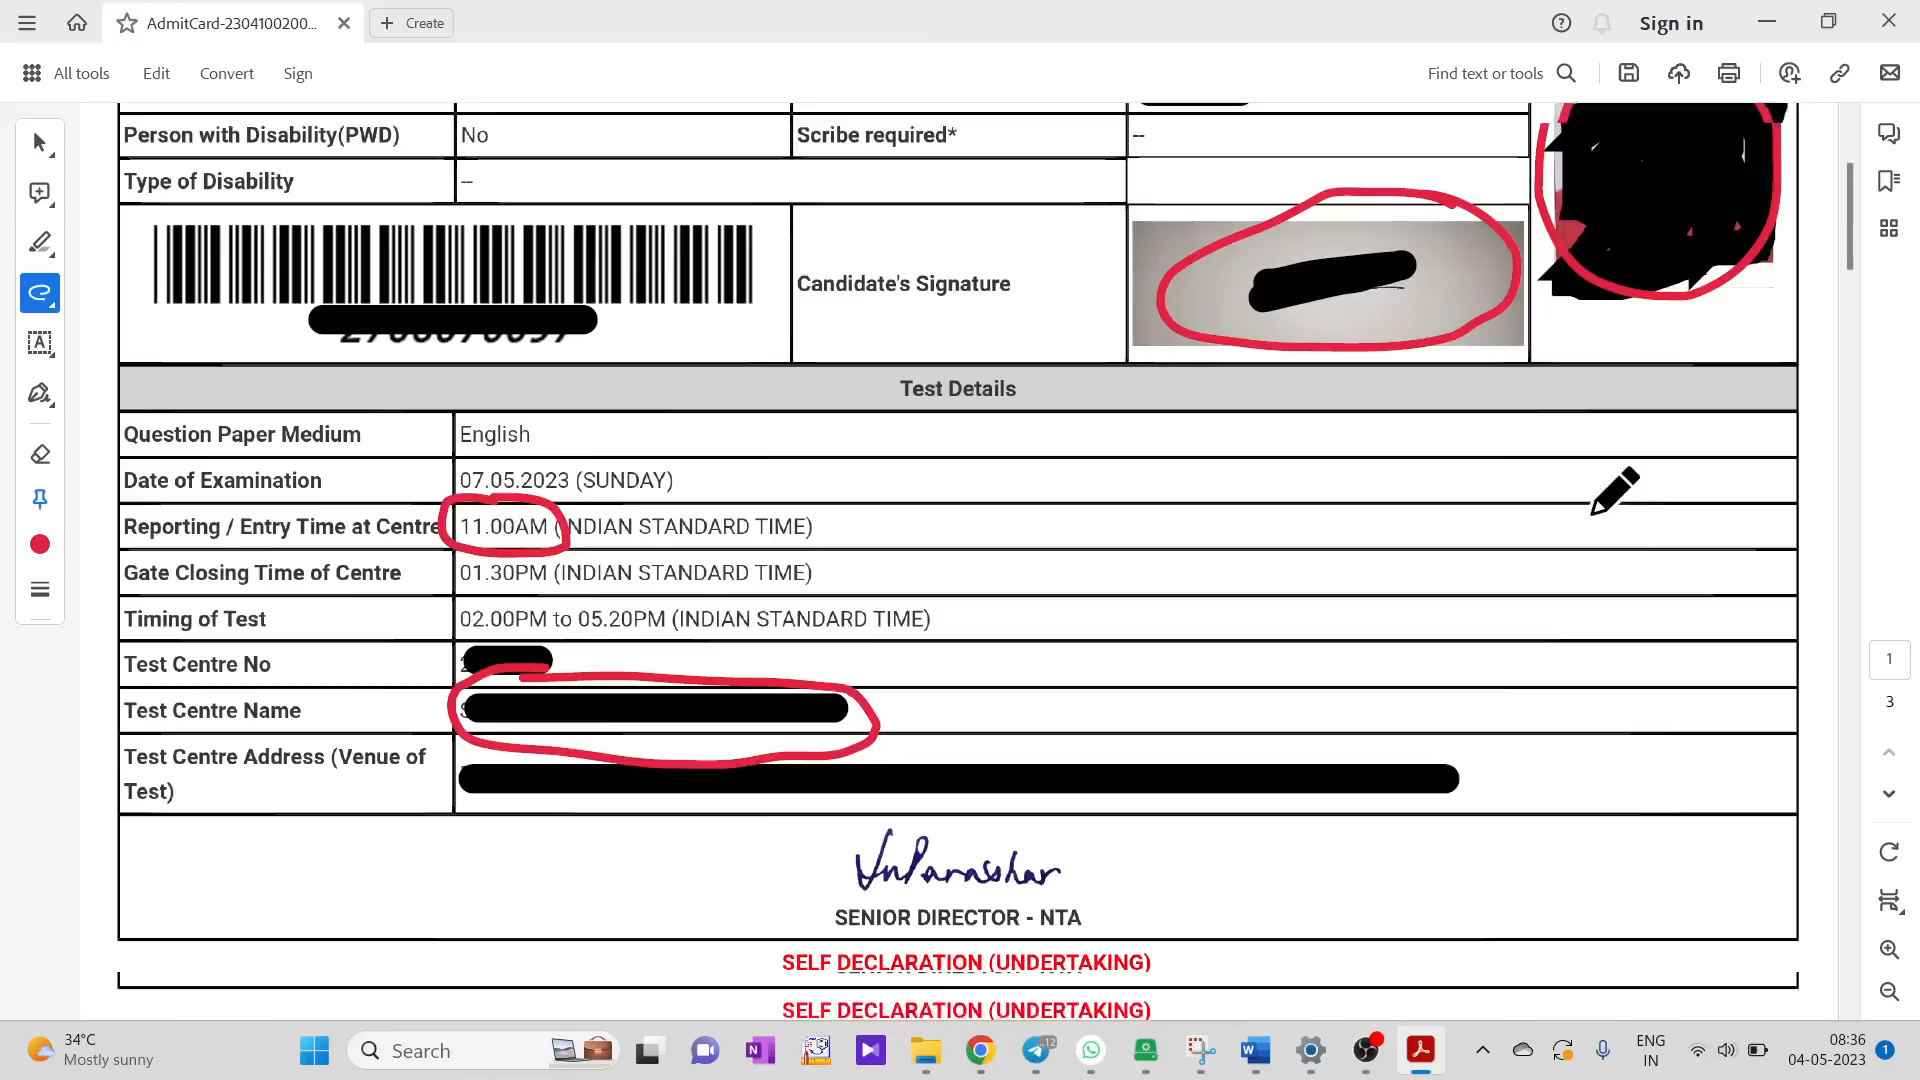 AdmitCard-2304100200...
Create
Sign in
All tools
Edit
Convert
Sign
Find text or tools
Person with Disability(PWD) No Scribe required* --
Type of Disability --
Candidate's Signature
Test Details
Question Paper Medium English
Date of Examination 07.05.2023 (SUNDAY)
Reporting / Entry Time at Centre 11.00AM (INDIAN STANDARD TIME)
Gate Closing Time of Centre 01.30PM (INDIAN STANDARD TIME)
Timing of Test 02.00PM to 05.20PM (INDIAN STANDARD TIME)
Test Centre No
Test Centre Name
Test Centre Address (Venue of
Test)
SENIOR DIRECTOR - NTA
SELF DECLARATION (UNDERTAKING)
SELF DECLARATION (UNDERTAKING)
1
3
34°C
Mostly sunny
Search
12
ENG
IN
08:36
04-05-2023
1